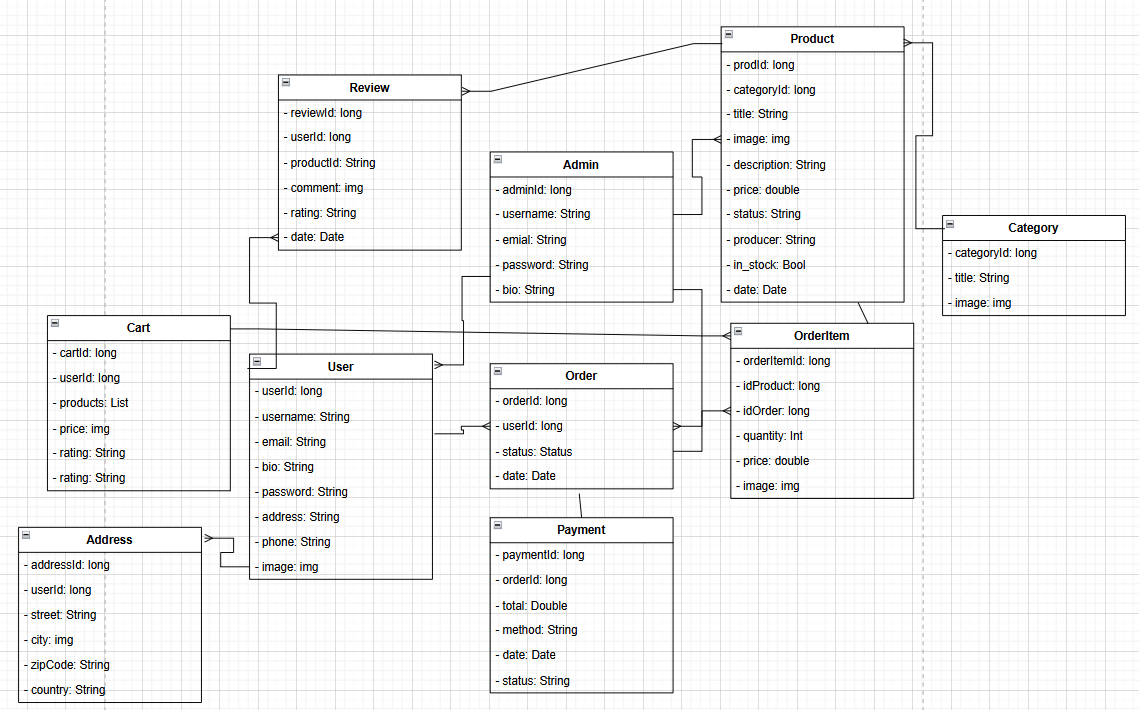 Product
- prodId: long
- categoryId: long
- title: String
- image: img
- description: String
- price: double
- status: String
- producer: String
- in_stock: Bool
- date: Date
Review
- reviewId: long
- userId: long
- productId: String
- comment: img
- rating: String
- date: Date
Admin
- adminId: long
- username: String
- emial: String
- password: String
- bio: String
Category
- categoryId: long
- title: String
- image: img
Cart
- cartId: long
- userId: long
- products: List
- price: img
- rating: String
- rating: String
User
- userId: long
- username: String
- email: String
- bio: String
- password: String
- address: String
- phone: String
- image: img
Order
- orderId: long
- userId: long
- status: Status
- date: Date
OrderItem
- orderItemId: long
- idProduct: long
- idOrder: long
- quantity: Int
- price: double
- image: img
Address
- addressId: long
- userId: long
- street: String
- city: img
- zipCode: String
- country: String
Payment
- paymentId: long
- orderId: long
- total: Double
- method: String
- date: Date
- status: String